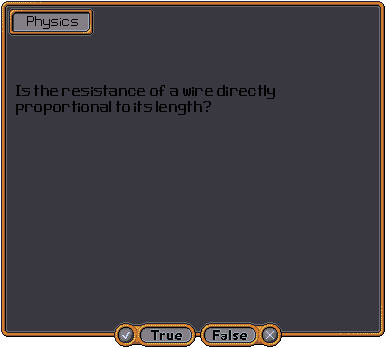 Physics
Is the resistance of a wire directly
proportional to its length?
True False